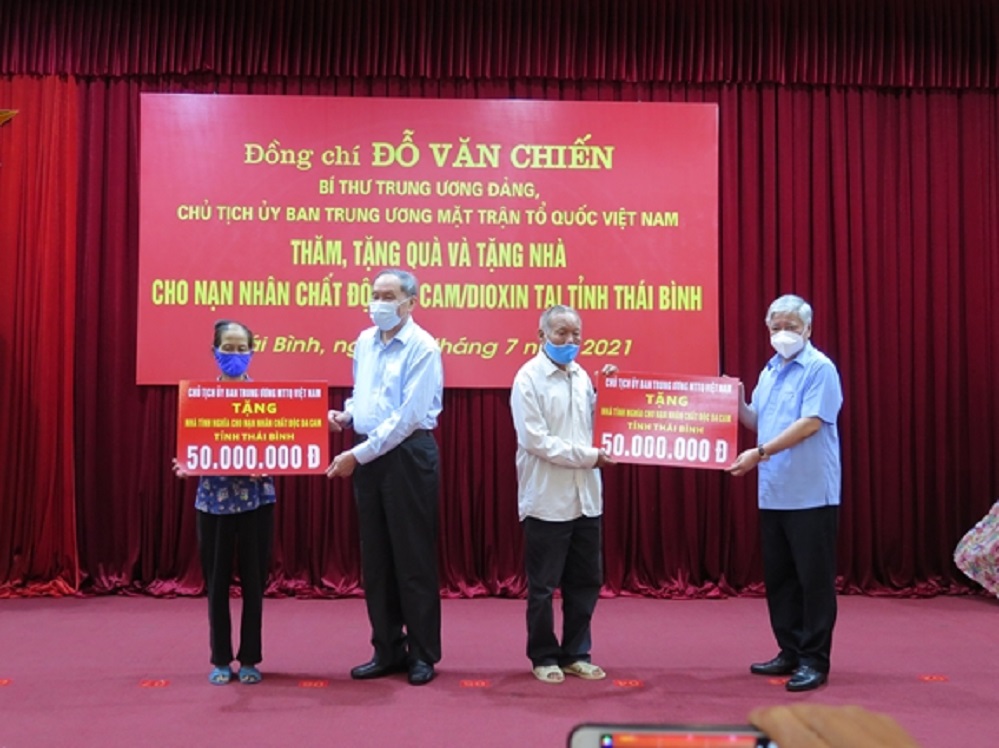 Đồng chí ĐỖ VĂN CHIẾN
BÍ THƯ TRUNG ƯƠNG ĐẢNG,
CHỦ TỊCH ỦY BAN TRUNG ƯƠNG MẶT TRẬN TỔ QUỐC VIỆT NAM
THĂM, TẶNG QUÀ VÀ TẶNG NHÀ
CHO NẠN NHÂN CHẤT ĐỘ CAM/DIOXIN TẠI TỈNH THÁI BÌNH
ái Bình, tháng 7 2021
CHỦ TỊCH ỦY BAN TRUNG ƯƠNG MTTQ VIỆT NAM
TẶNG
NHÀ TÌNH NGHĨA CHO NẠN NHÂN CHẤT ĐỘC DA CAM
TỈNH THÁI BÌNH
50.000.000 Đ
CHỦ TỊCH ỦY BAN TRUNG ƯƠNG MTTQ VIỆT NAM
TẶNG
NHÀ TÌNH NGHĨA CHO NẠN NHÂN CHẤT ĐỘC DA CAM
TỈNH THÁI BÌNH
50.000.000 Đ